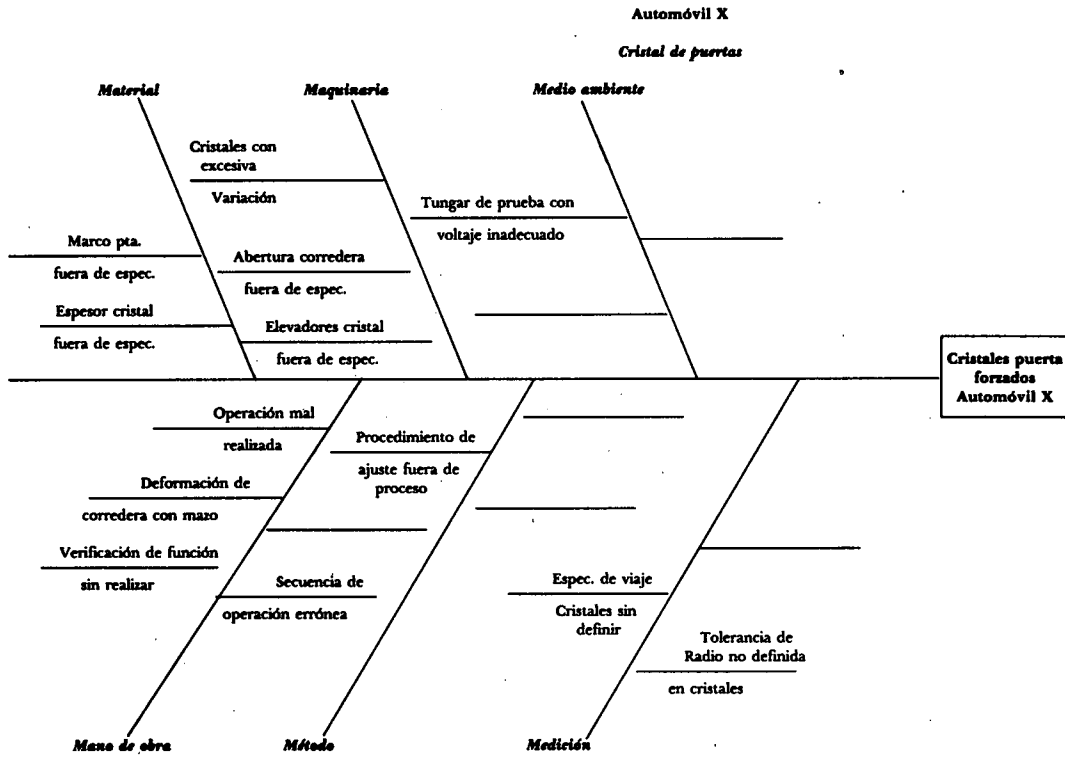 Automóvil X
Cristal de puertas
Material
Maquinaria
Medio ambiente
Cristales con
excesiva
Variación
Tungar de prueba con
voltaje inadecuado
Marco pta.
fuera de espec.
Abertura corredera
fuera de espec.
Espesor cristal
fuera de espec.
Elevadores cristal
fuera de espec.
Cristales puerta
forzados
Automóvil X
Operación mal
realizada
Procedimiento de
ajuste fuera de
proceso
Deformación de
corredera con mazo
Verificación de función
sin realizar
Secuencia de
operación errónea
Espec. de viaje
Cristales sin
definir
Tolerancia de
Radio no definida
en cristales
Mano de obra
Método
Medición